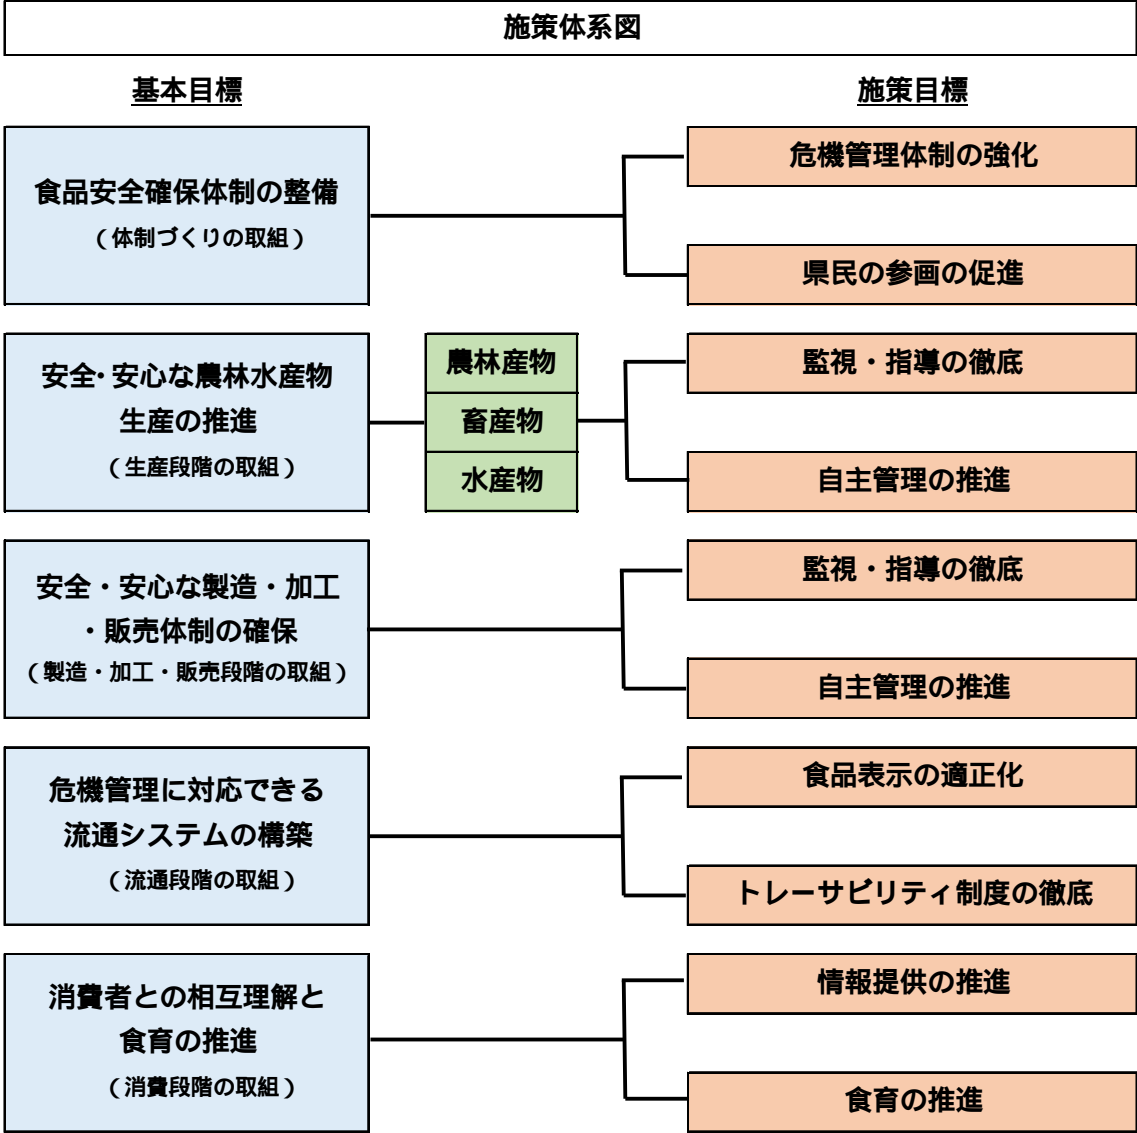 施策体系図
基本目標
施策目標
食品安全確保体制の整備
（体制づくりの取組）
危機管理体制の強化
県民の参画の促進
安全・安心な農林水産物
生産の推進
（生産段階の取組）
農林産物
畜産物
水産物
監視・指導の徹底
自主管理の推進
安全・安心な製造・加工
・販売体制の確保
（製造・加工・販売段階の取組）
監視・指導の徹底
自主管理の推進
危機管理に対応できる
流通システムの構築
（流通段階の取組）
食品表示の適正化
トレーサビリティ制度の徹底
消費者との相互理解と
食育の推進
（消費段階の取組）
情報提供の推進
食育の推進